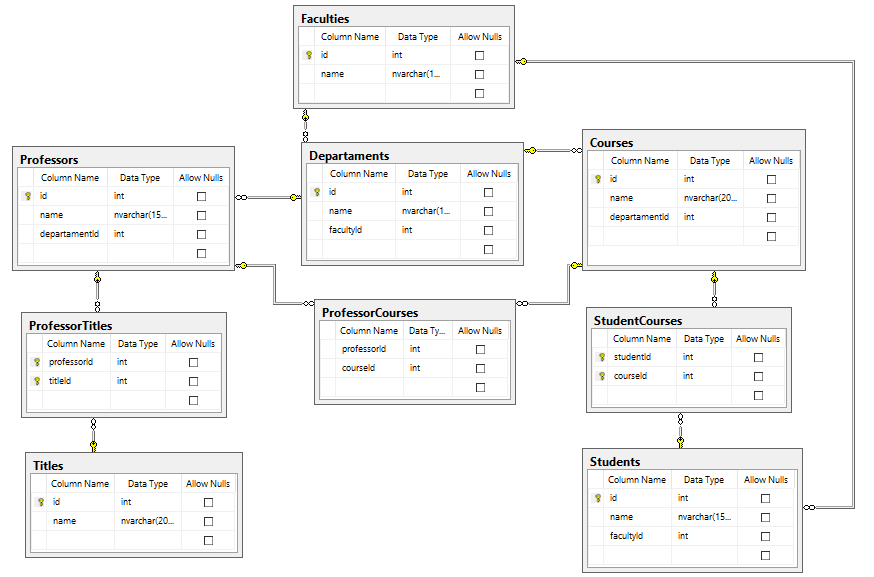 Faculties
Column Name Data Type Allow Nulls
id int
name nvarchar(1...
Professors
Column Name Data Type Allow Nulls
id int
name nvarchar(15...
departamentId int
Departaments
Column Name Data Type Allow Nulls
id int
name nvarchar(1...
facultyId int
Courses
Column Name Data Type Allow Nulls
id int
name nvarchar(20...
departamentId int
ProfessorTitles
Column Name Data Type Allow Nulls
professorId int
titleId int
ProfessorCourses
Column Name Data Ty... Allow Nulls
professorId int
courseId int
StudentCourses
Column Name Data Type Allow Nulls
studentId int
courseId int
Titles
Column Name Data Type Allow Nulls
id int
name nvarchar(20...
Students
Column Name Data Type Allow Nulls
id int
name nvarchar(15...
facultyId int